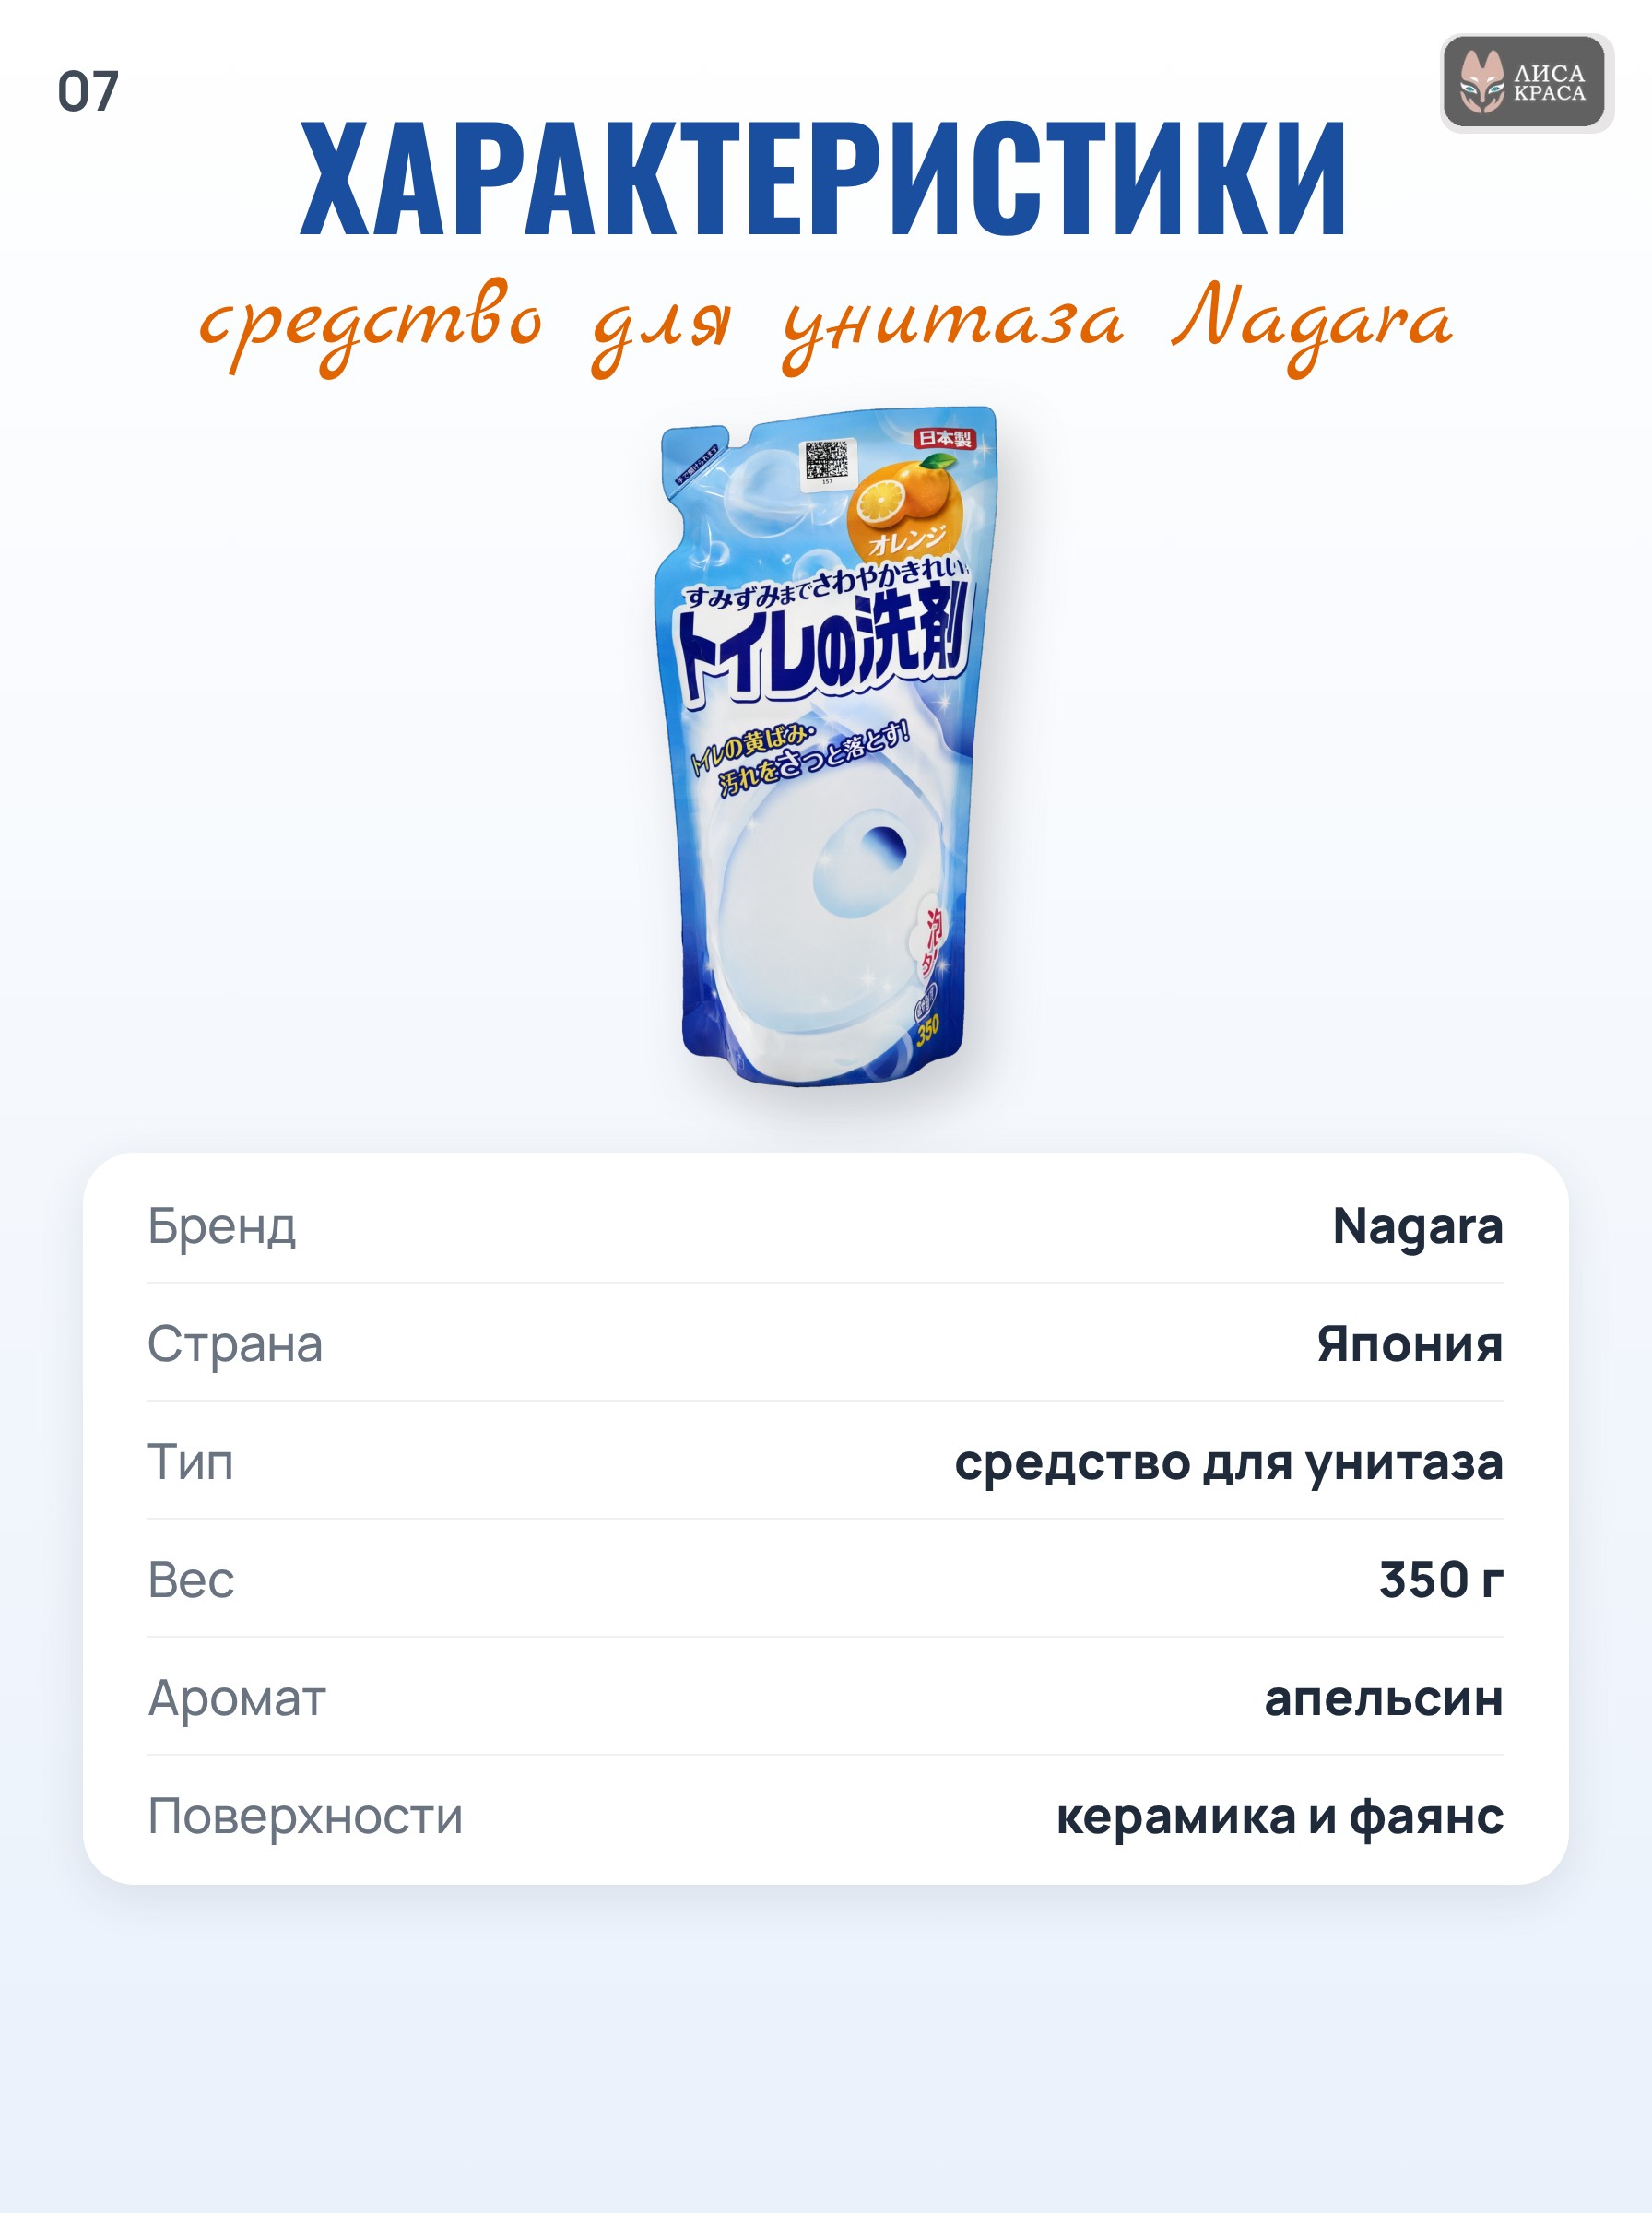 07
ЛИСА
КРАСА
ХАРАКТЕРИСТИКИ
средство для унитаза Nagara
日本製
157
オレンジ
すみずみまでさわやかきれい
トイレの洗剤
トイレの黄ばみ・
汚れをさっと落とす!
泡
350
Бренд
Nagara
Страна
Япония
Тип
средство для унитаза
Вес
350 г
Аромат
апельсин
Поверхности
керамика и фаянс